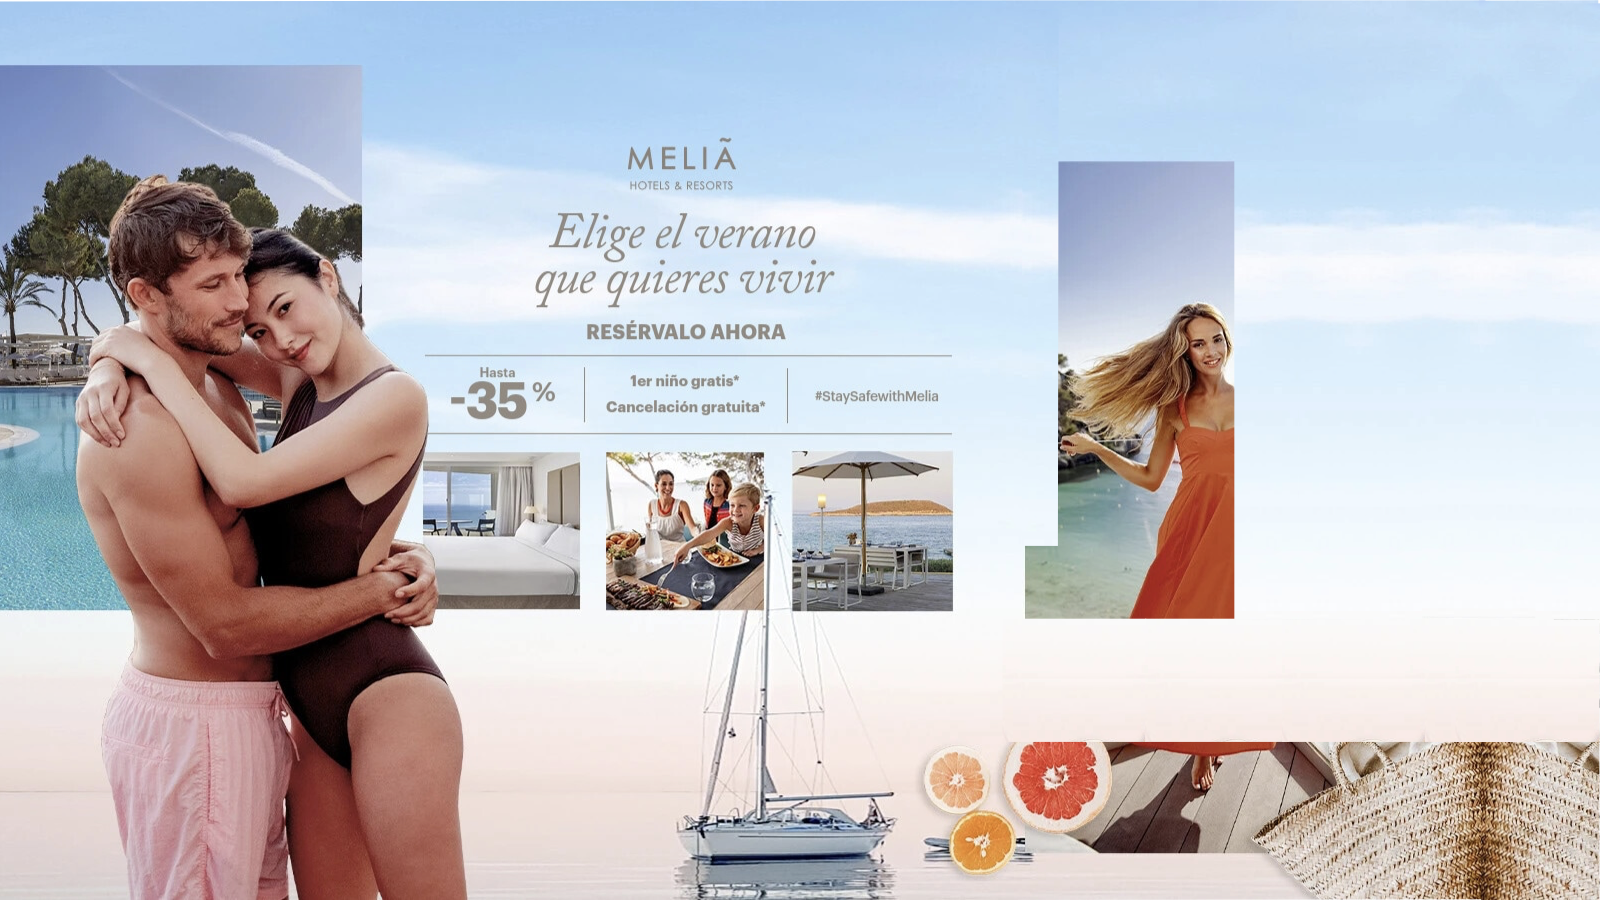 MELIÃ
HOTELS & RESORTS
Elige el verano
que quieres vivir
RESÉRVALO AHORA
Hasta
-35%
1er niño gratis*
Cancelación gratuita*
#StaySafewithMelia